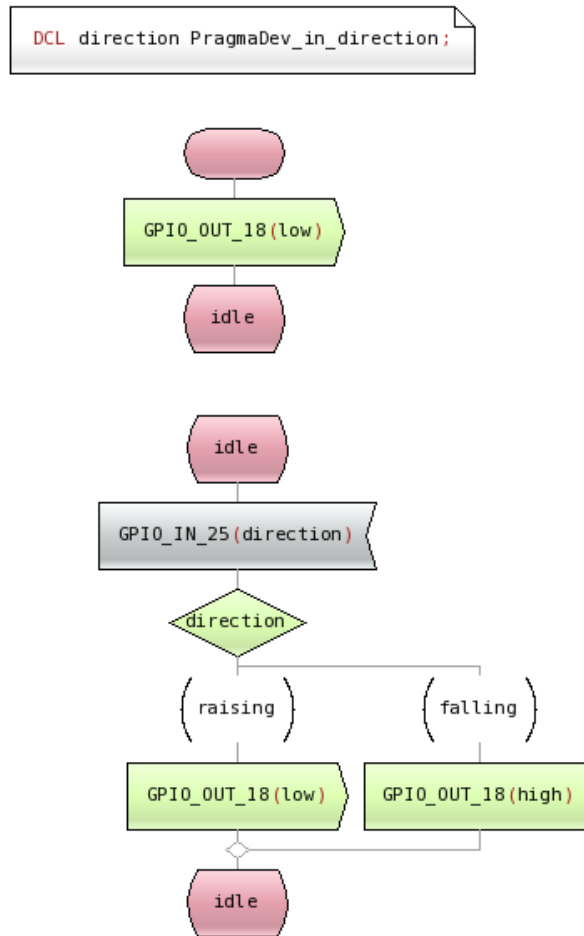 DCL direction PragmaDev_in_direction;
GPIO_OUT_18(low)
idle
idle
GPIO_IN_25(direction)
direction
raising
falling
GPIO_OUT_18(low)
GPIO_OUT_18(high)
idle